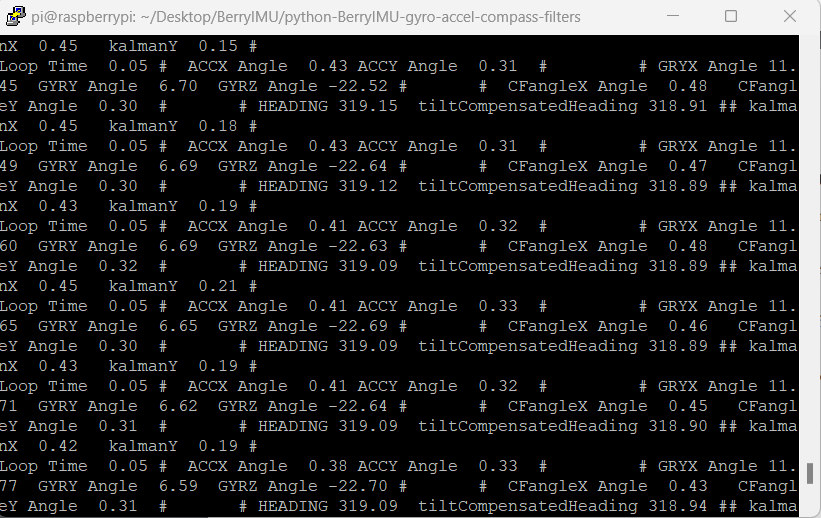 pi@raspberrypi: ~/Desktop/BerryIMU/python-BerryIMU-gyro-accel-compass-filters
nX  0.45   kalmanY  0.15 #
Loop Time  0.05 #  ACCX Angle  0.43 ACCY Angle  0.31  #         # GRYX Angle 11.
45  GYRY Angle  6.70  GYRZ Angle -22.52 #       #  CFangleX Angle  0.48   CFangl
eY Angle  0.30  #       # HEADING 319.15  tiltCompensatedHeading 318.91 ## kalma
nX  0.45   kalmanY  0.18 #
Loop Time  0.05 #  ACCX Angle  0.43 ACCY Angle  0.31  #         # GRYX Angle 11.
49  GYRY Angle  6.69  GYRZ Angle -22.64 #       #  CFangleX Angle  0.47   CFangl
eY Angle  0.30  #       # HEADING 319.12  tiltCompensatedHeading 318.89 ## kalma
nX  0.43   kalmanY  0.19 #
Loop Time  0.05 #  ACCX Angle  0.41 ACCY Angle  0.32  #         # GRYX Angle 11.
60  GYRY Angle  6.69  GYRZ Angle -22.63 #       #  CFangleX Angle  0.48   CFangl
eY Angle  0.32  #       # HEADING 319.09  tiltCompensatedHeading 318.89 ## kalma
nX  0.45   kalmanY  0.21 #
Loop Time  0.05 #  ACCX Angle  0.41 ACCY Angle  0.33  #         # GRYX Angle 11.
65  GYRY Angle  6.65  GYRZ Angle -22.69 #       #  CFangleX Angle  0.46   CFangl
eY Angle  0.30  #       # HEADING 319.09  tiltCompensatedHeading 318.89 ## kalma
nX  0.43   kalmanY  0.19 #
Loop Time  0.05 #  ACCX Angle  0.41 ACCY Angle  0.32  #         # GRYX Angle 11.
71  GYRY Angle  6.62  GYRZ Angle -22.64 #       #  CFangleX Angle  0.45   CFangl
eY Angle  0.31  #       # HEADING 319.09  tiltCompensatedHeading 318.90 ## kalma
nX  0.42   kalmanY  0.19 #
Loop Time  0.05 #  ACCX Angle  0.38 ACCY Angle  0.33  #         # GRYX Angle 11.
77  GYRY Angle  6.59  GYRZ Angle -22.70 #       #  CFangleX Angle  0.43   CFangl
eY Angle  0.31  #       # HEADING 319.09  tiltCompensatedHeading 318.94 ## kalma